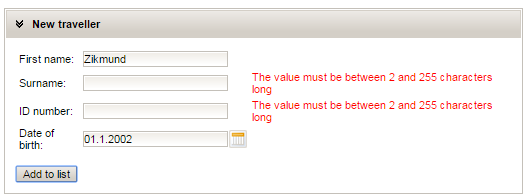 New traveller
First name: Zikmund
Surname: The value must be between 2 and 255 characters
long
ID number: The value must be between 2 and 255 characters
long
Date of
birth: 01.1.2002
Add to list